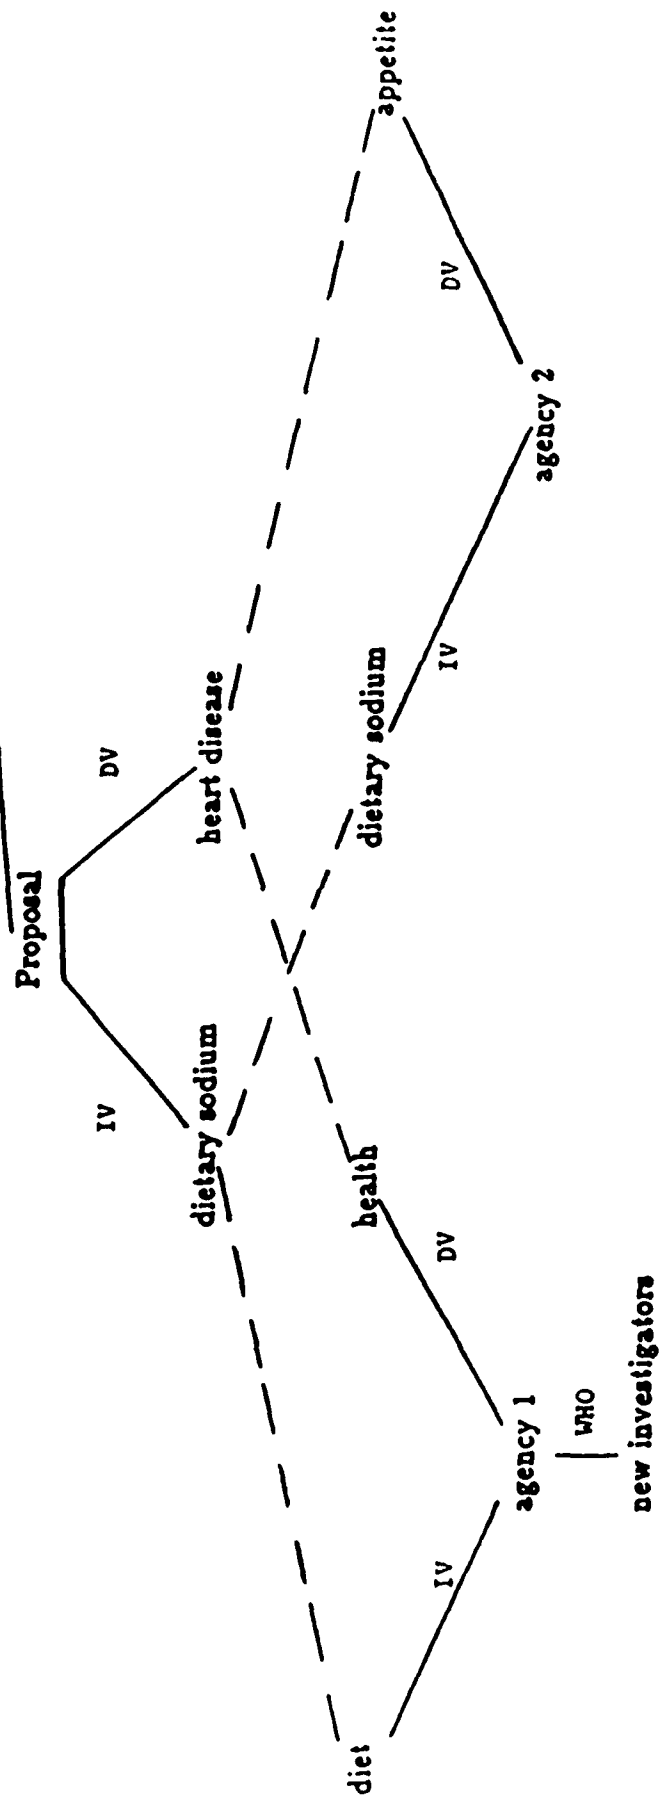 Proposal
IV
DV
dietary sodium
heart disease
diet
health
dietary sodium
appetite
IV
DV
IV
DV
agency 1
agency 2
WHO
new investigators